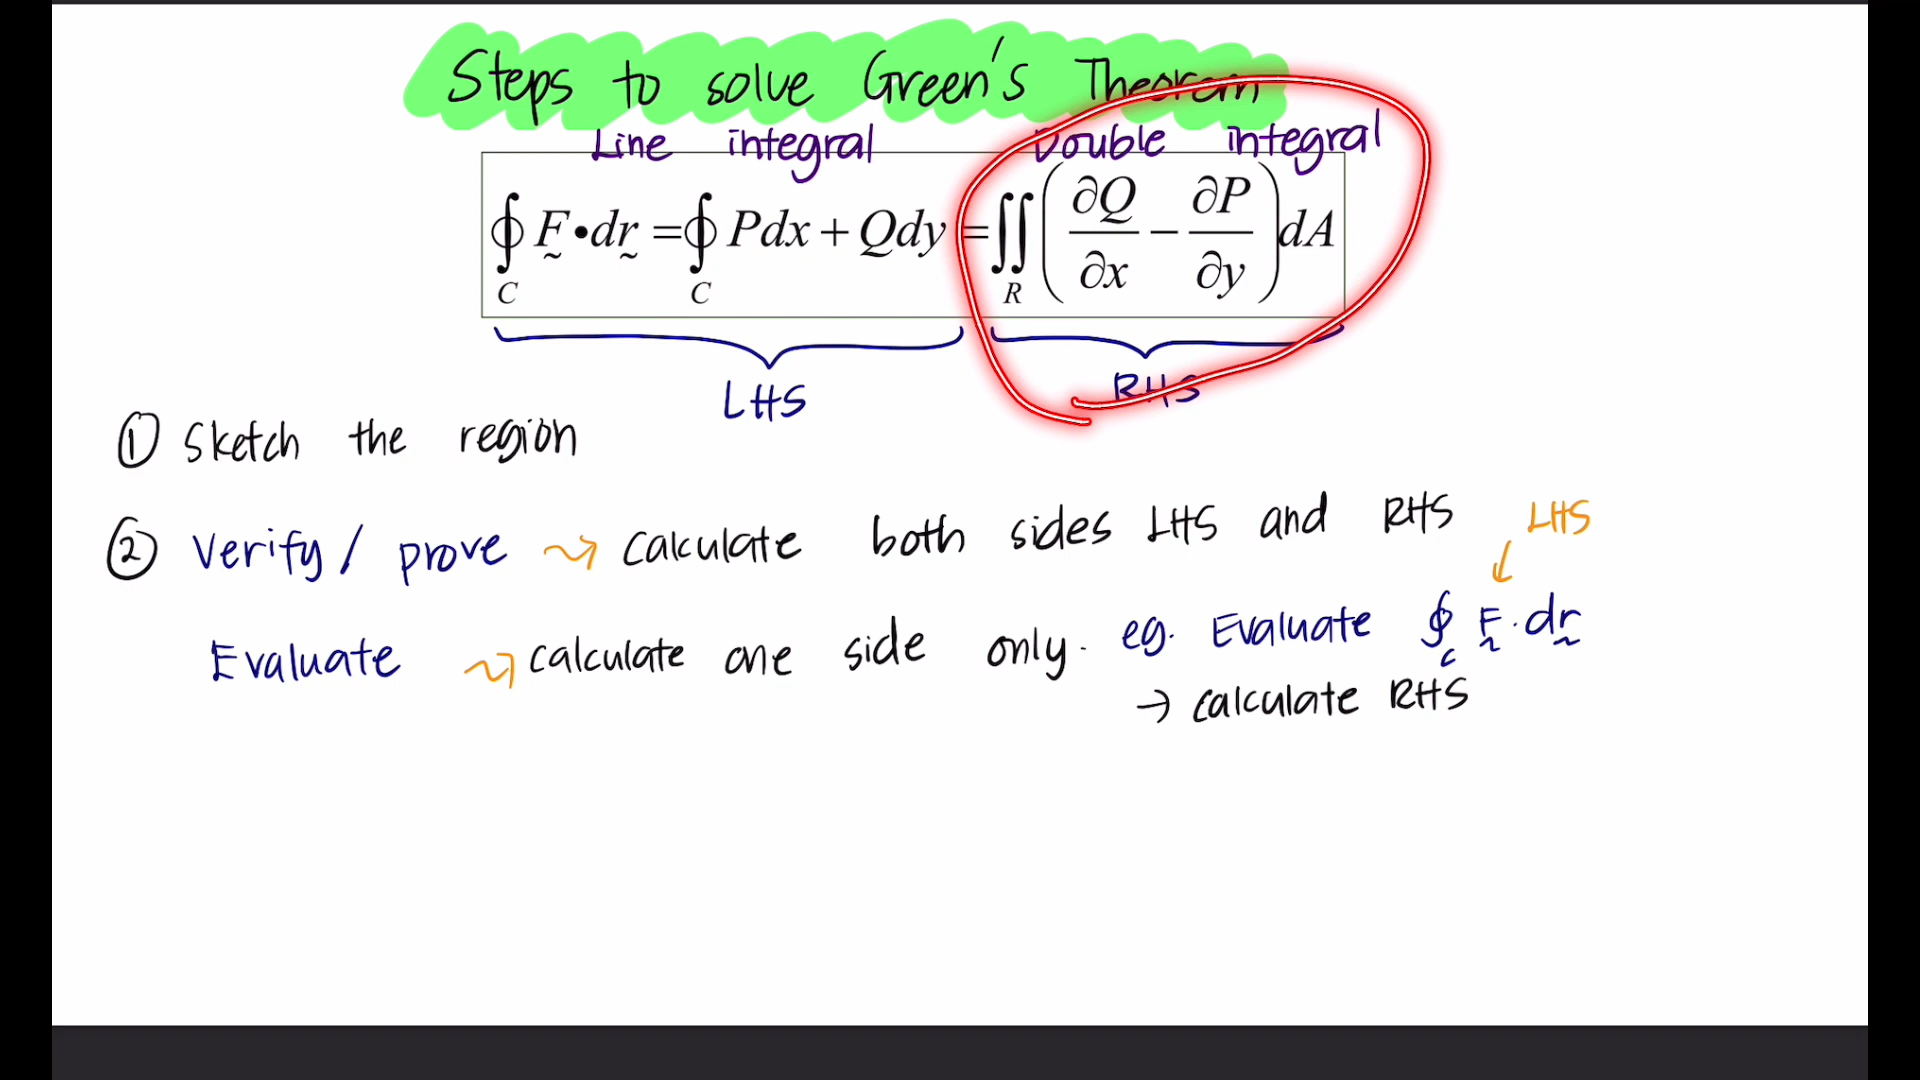 Steps to solve Green's Theorem
Line integral Double integral
∮_C F̰•dr̰ = ∮_C Pdx + Qdy = ∬_R (∂Q/∂x − ∂P/∂y) dA
LHS RHS
① Sketch the region
② Verify / prove ⤳ calculate both sides LHS and RHS
LHS
↓
Evaluate ⤳ calculate one side only. eg. Evaluate ∮_c F̰ · dr̰
→ calculate RHS